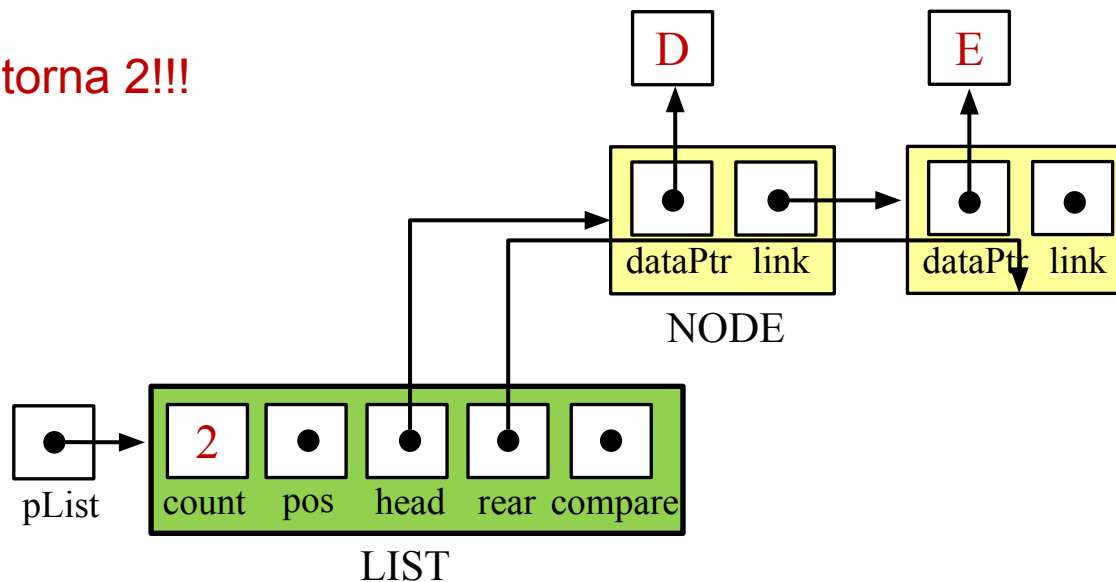 D E
torna 2!!!
dataPtr link dataPtr link
NODE
2
pList count pos head rear compare
LIST